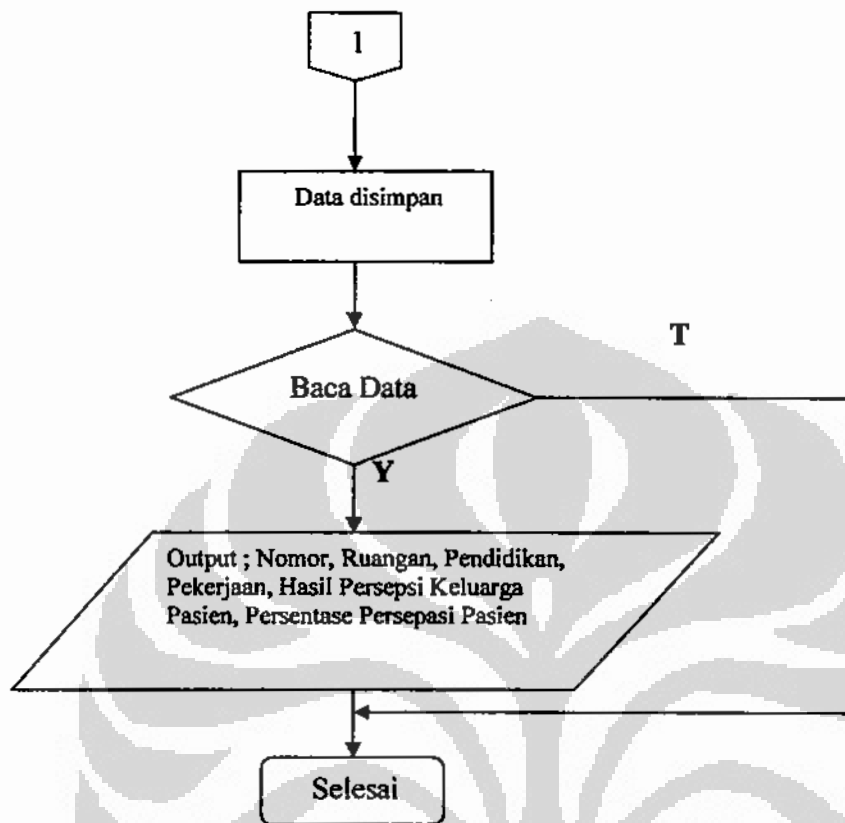 1
Data disimpan
T
Baca Data
Y
Output ; Nomor, Ruangan, Pendidikan,
Pekerjaan, Hasil Persepsi Keluarga
Pasien, Persentase Persepasi Pasien
Selesai